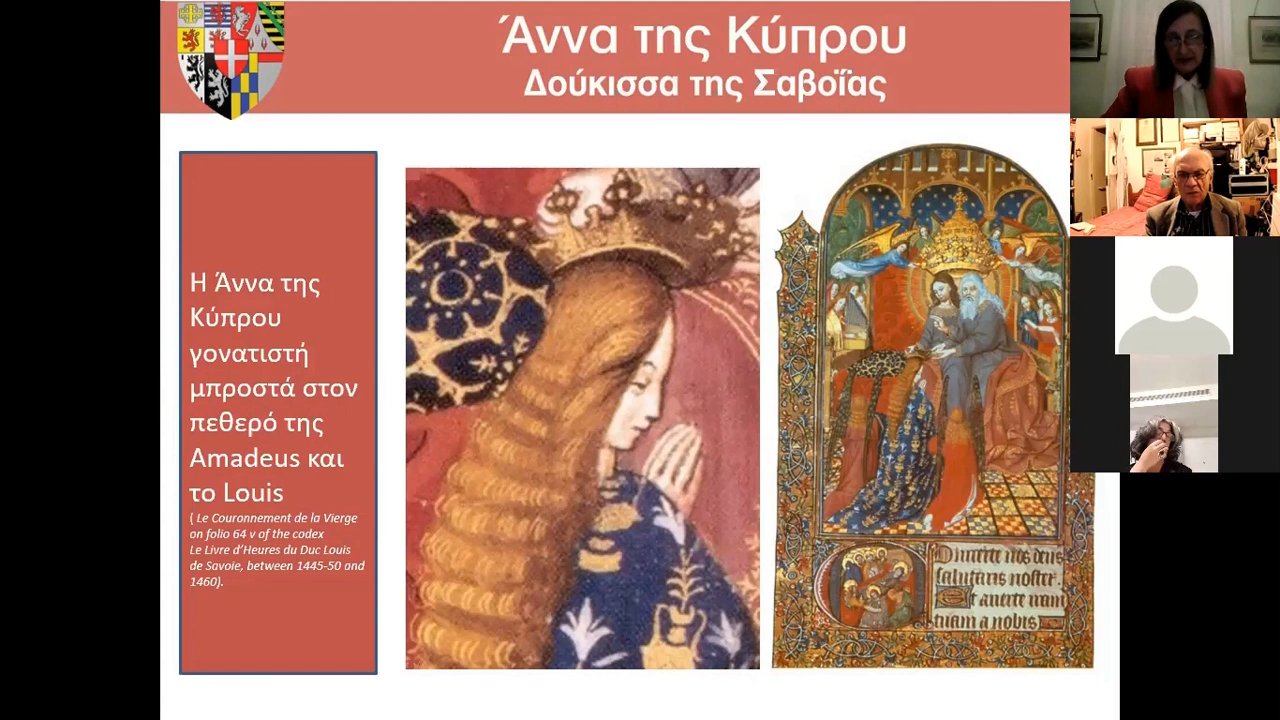 Άννα της Κύπρου
Δούκισσα της Σαβοΐας
Η Άννα της
Κύπρου
γονατιστή
μπροστά στον
πεθερό της
Amadeus και
το Louis
( Le Couronnement de la Vierge
on folio 64 v of the codex
Le Livre d’Heures du Duc Louis
de Savoie, between 1445-50 and
1460).
nos deus
salutaris noster.
Et averte iram
tuam a nobis